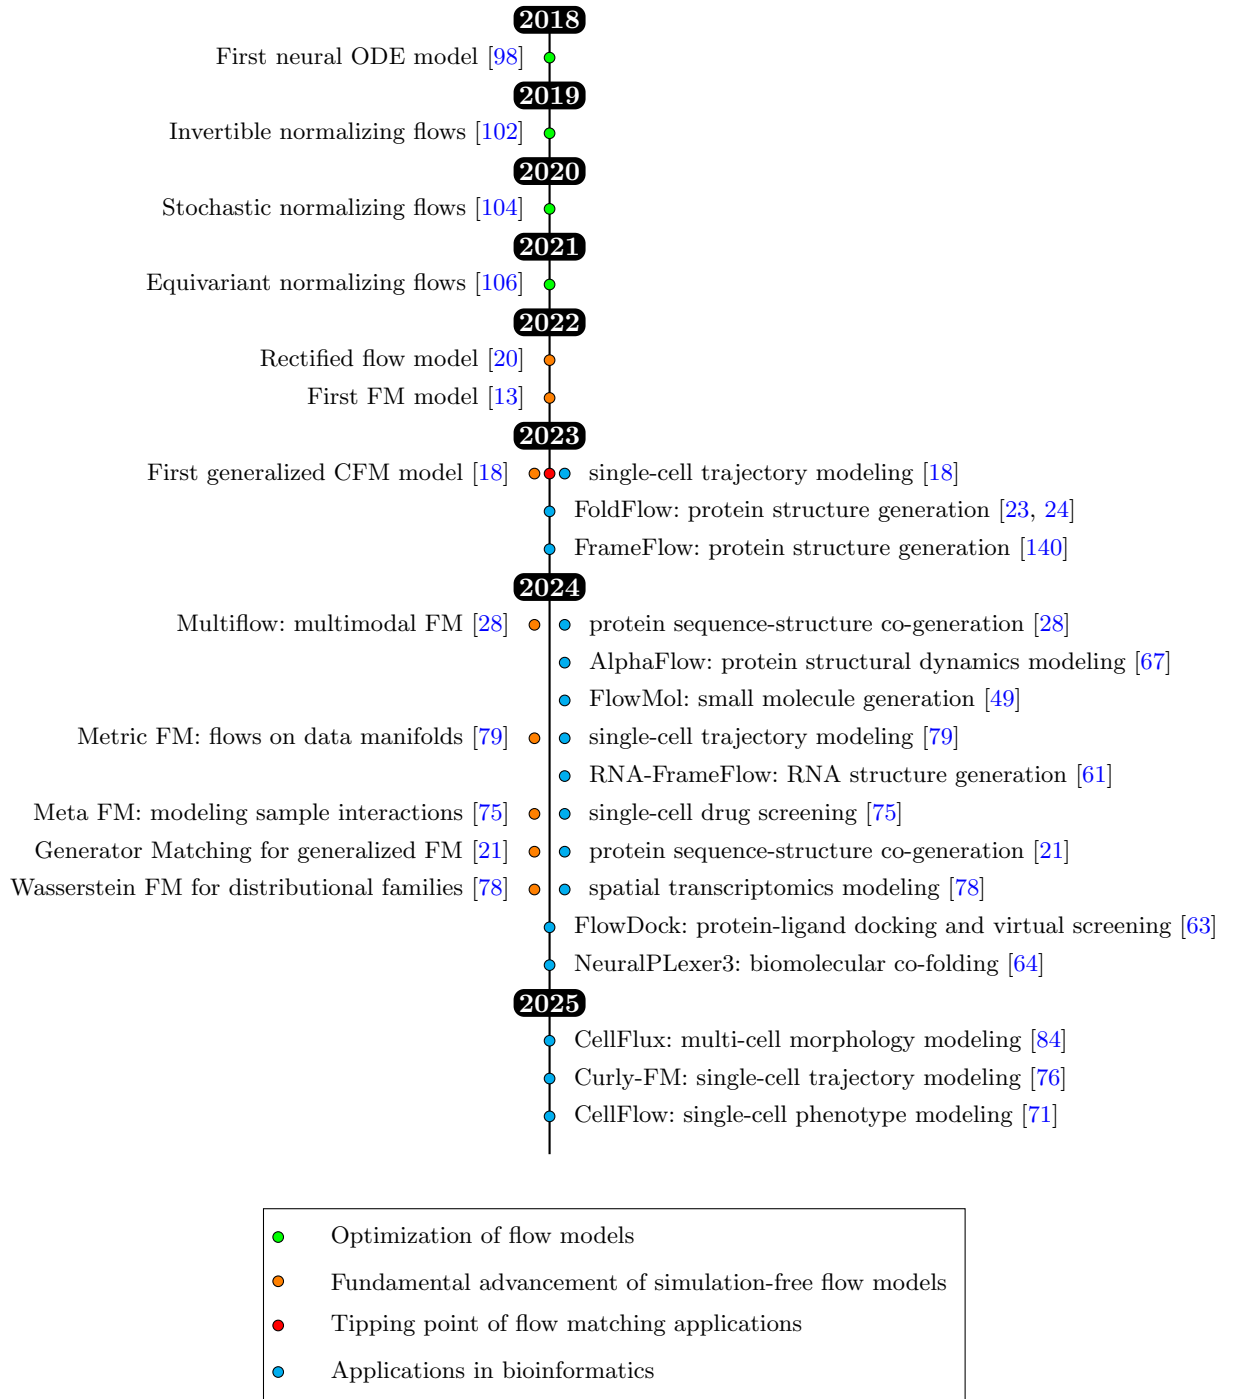 2018
First neural ODE model [98]
2019
Invertible normalizing flows [102]
2020
Stochastic normalizing flows [104]
2021
Equivariant normalizing flows [106]
2022
Rectified flow model [20]
First FM model [13]
2023
First generalized CFM model [18] single-cell trajectory modeling [18]
FoldFlow: protein structure generation [23, 24]
FrameFlow: protein structure generation [140]
2024
Multiflow: multimodal FM [28] protein sequence-structure co-generation [28]
AlphaFlow: protein structural dynamics modeling [67]
FlowMol: small molecule generation [49]
Metric FM: flows on data manifolds [79] single-cell trajectory modeling [79]
RNA-FrameFlow: RNA structure generation [61]
Meta FM: modeling sample interactions [75] single-cell drug screening [75]
Generator Matching for generalized FM [21] protein sequence-structure co-generation [21]
Wasserstein FM for distributional families [78] spatial transcriptomics modeling [78]
FlowDock: protein-ligand docking and virtual screening [63]
NeuralPLexer3: biomolecular co-folding [64]
2025
CellFlux: multi-cell morphology modeling [84]
Curly-FM: single-cell trajectory modeling [76]
CellFlow: single-cell phenotype modeling [71]
Optimization of flow models
Fundamental advancement of simulation-free flow models
Tipping point of flow matching applications
Applications in bioinformatics